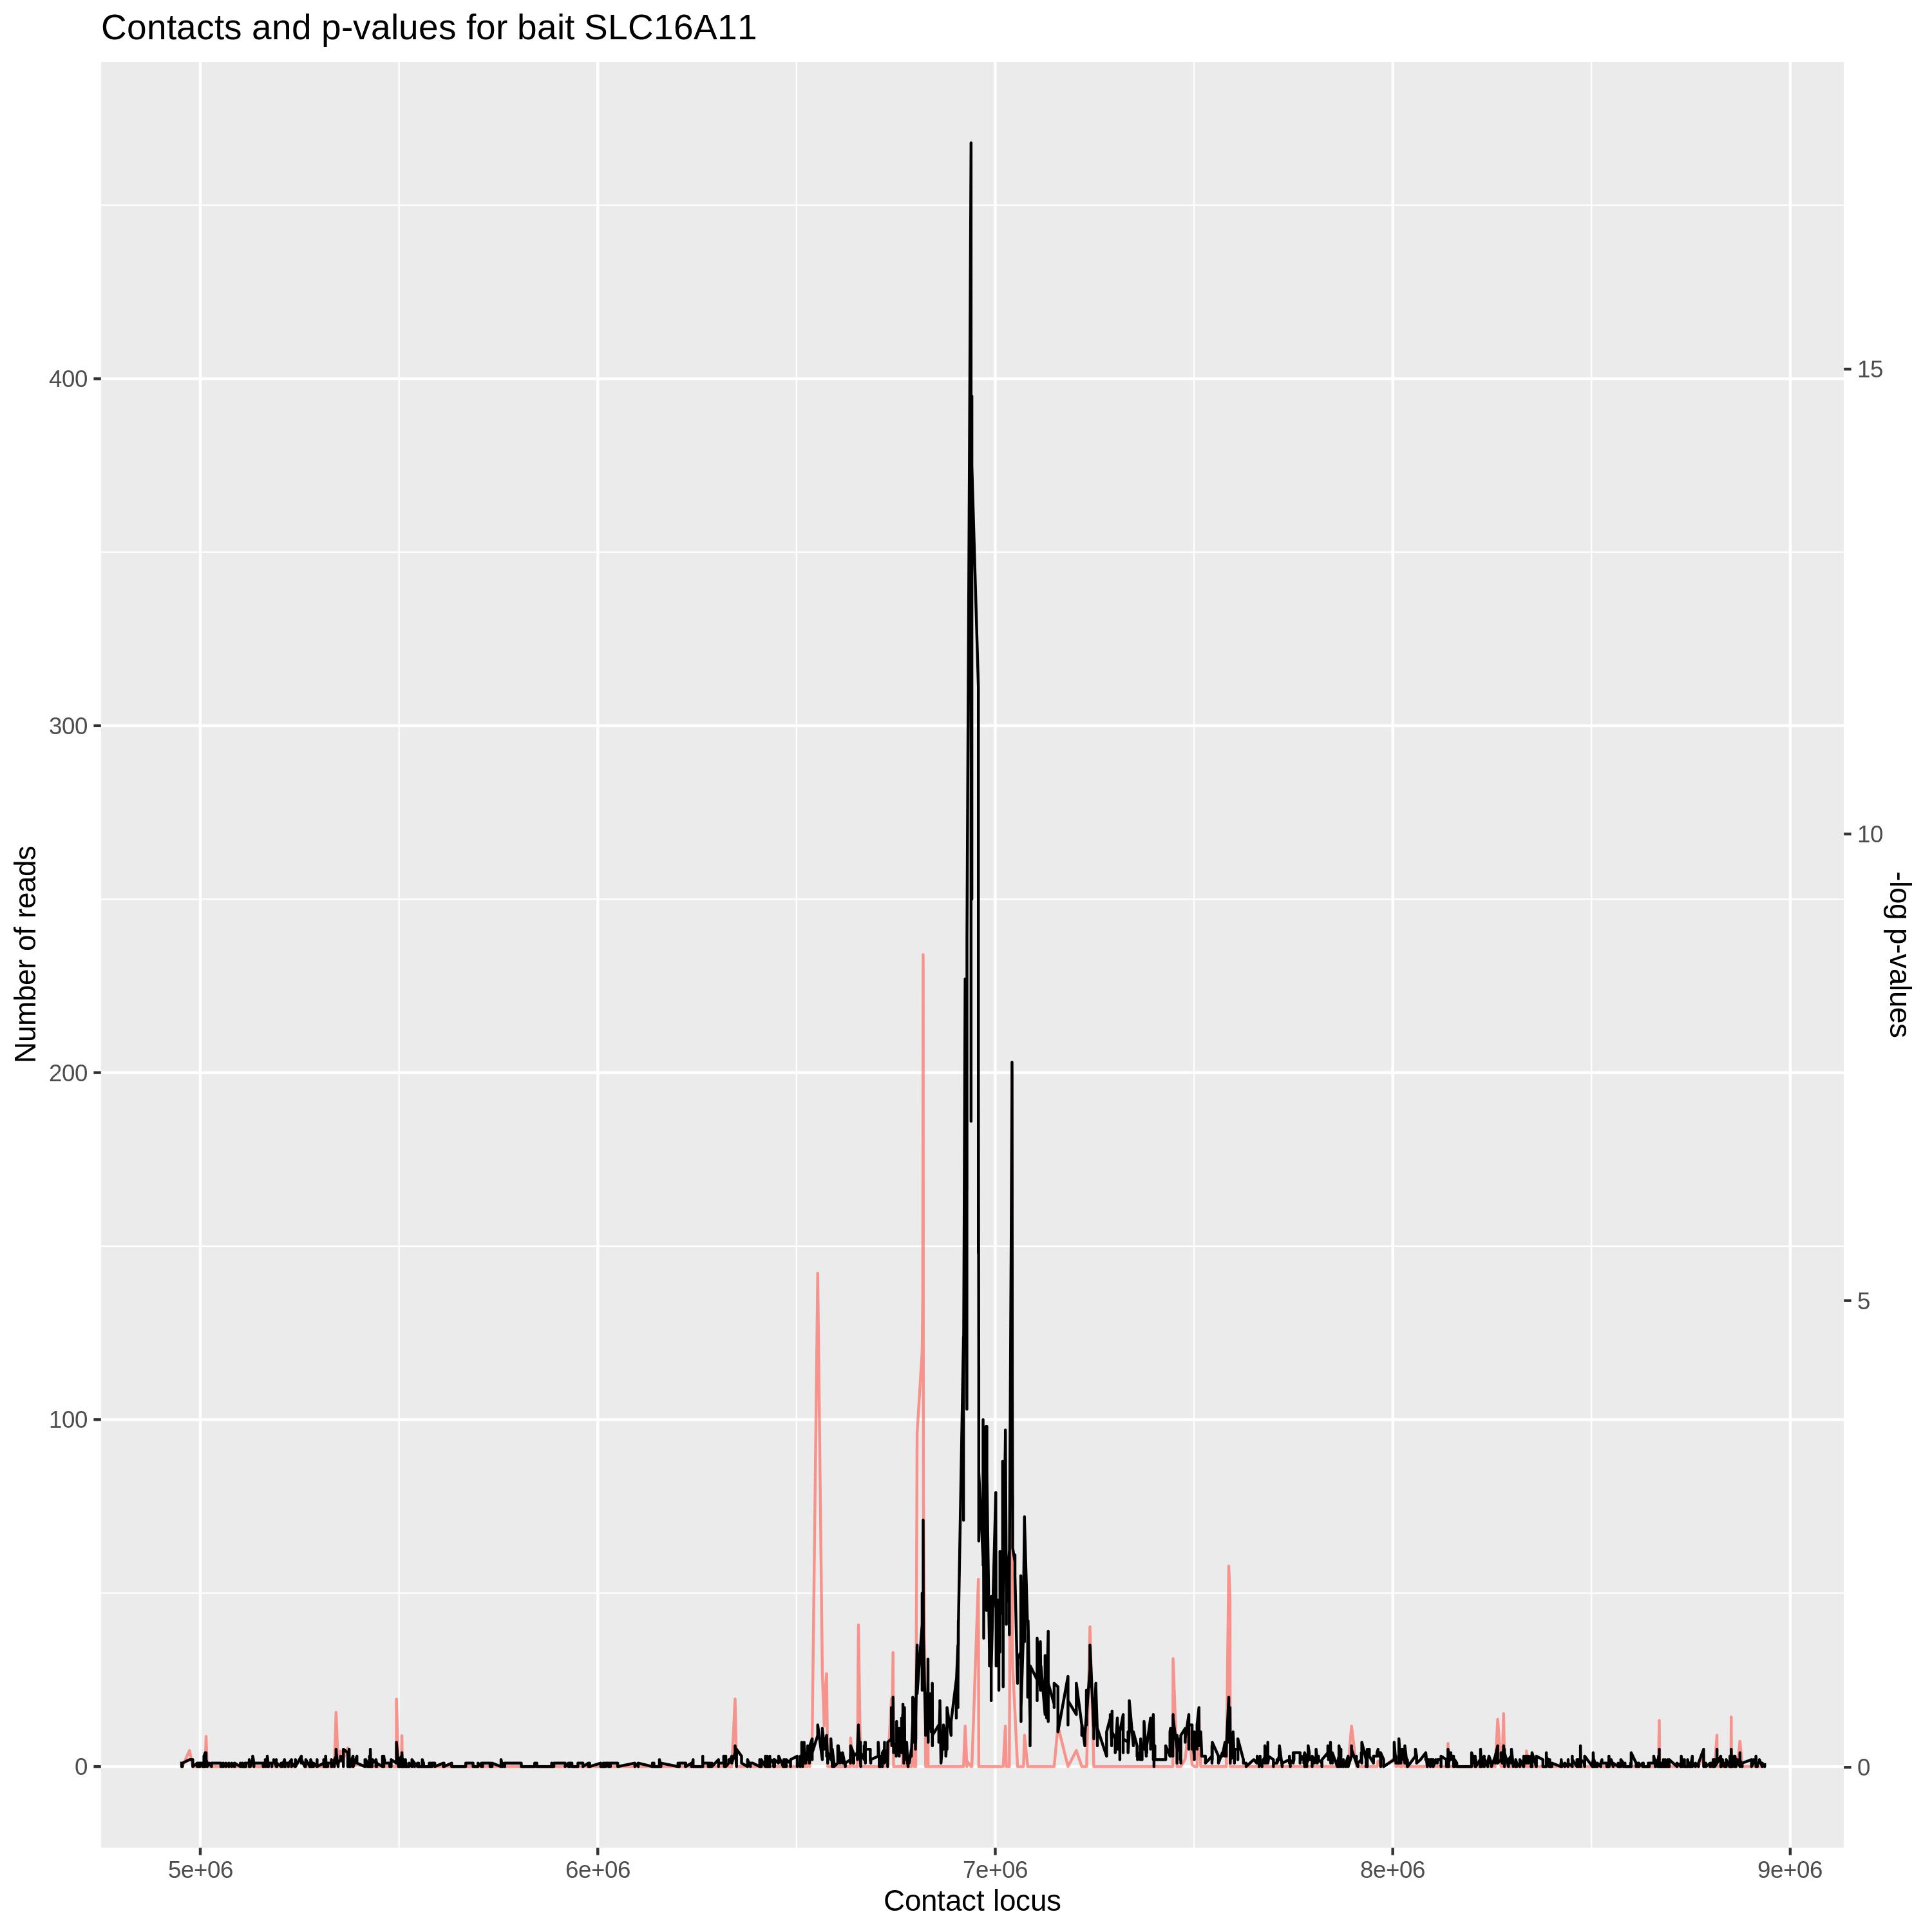 Contacts and p-values for bait SLC16A11
Number of reads
400
300
200
100
0
15
10
5
0
-log p-values
5e+06
6e+06
7e+06
8e+06
9e+06
Contact locus